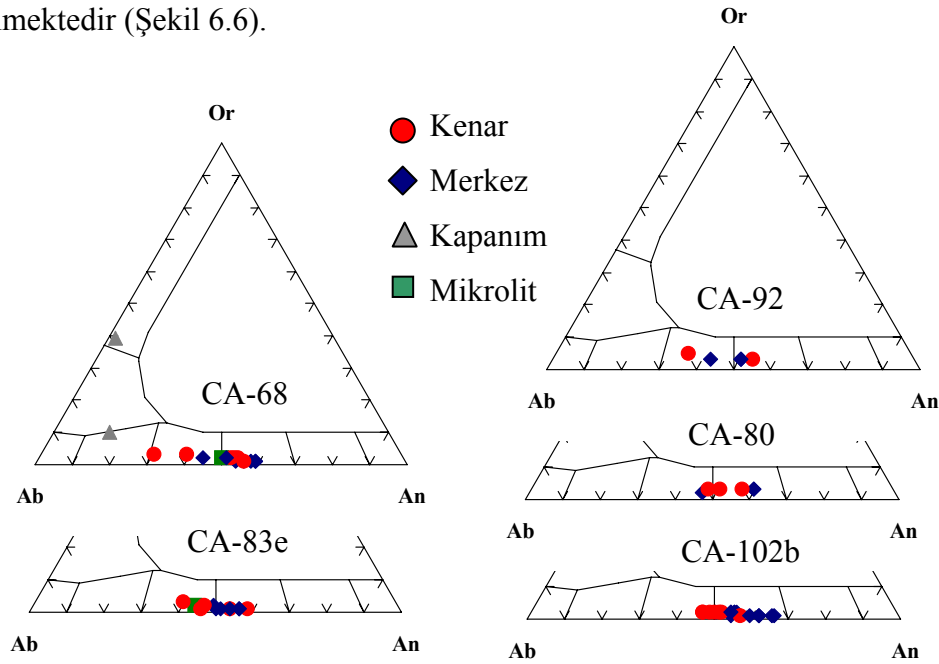 mektedir (Şekil 6.6).
Or
Kenar
Merkez
Kapanım
Mikrolit
CA-68
Ab
An
Or
CA-92
Ab
An
CA-80
Ab
An
CA-83e
Ab
An
CA-102b
Ab
An